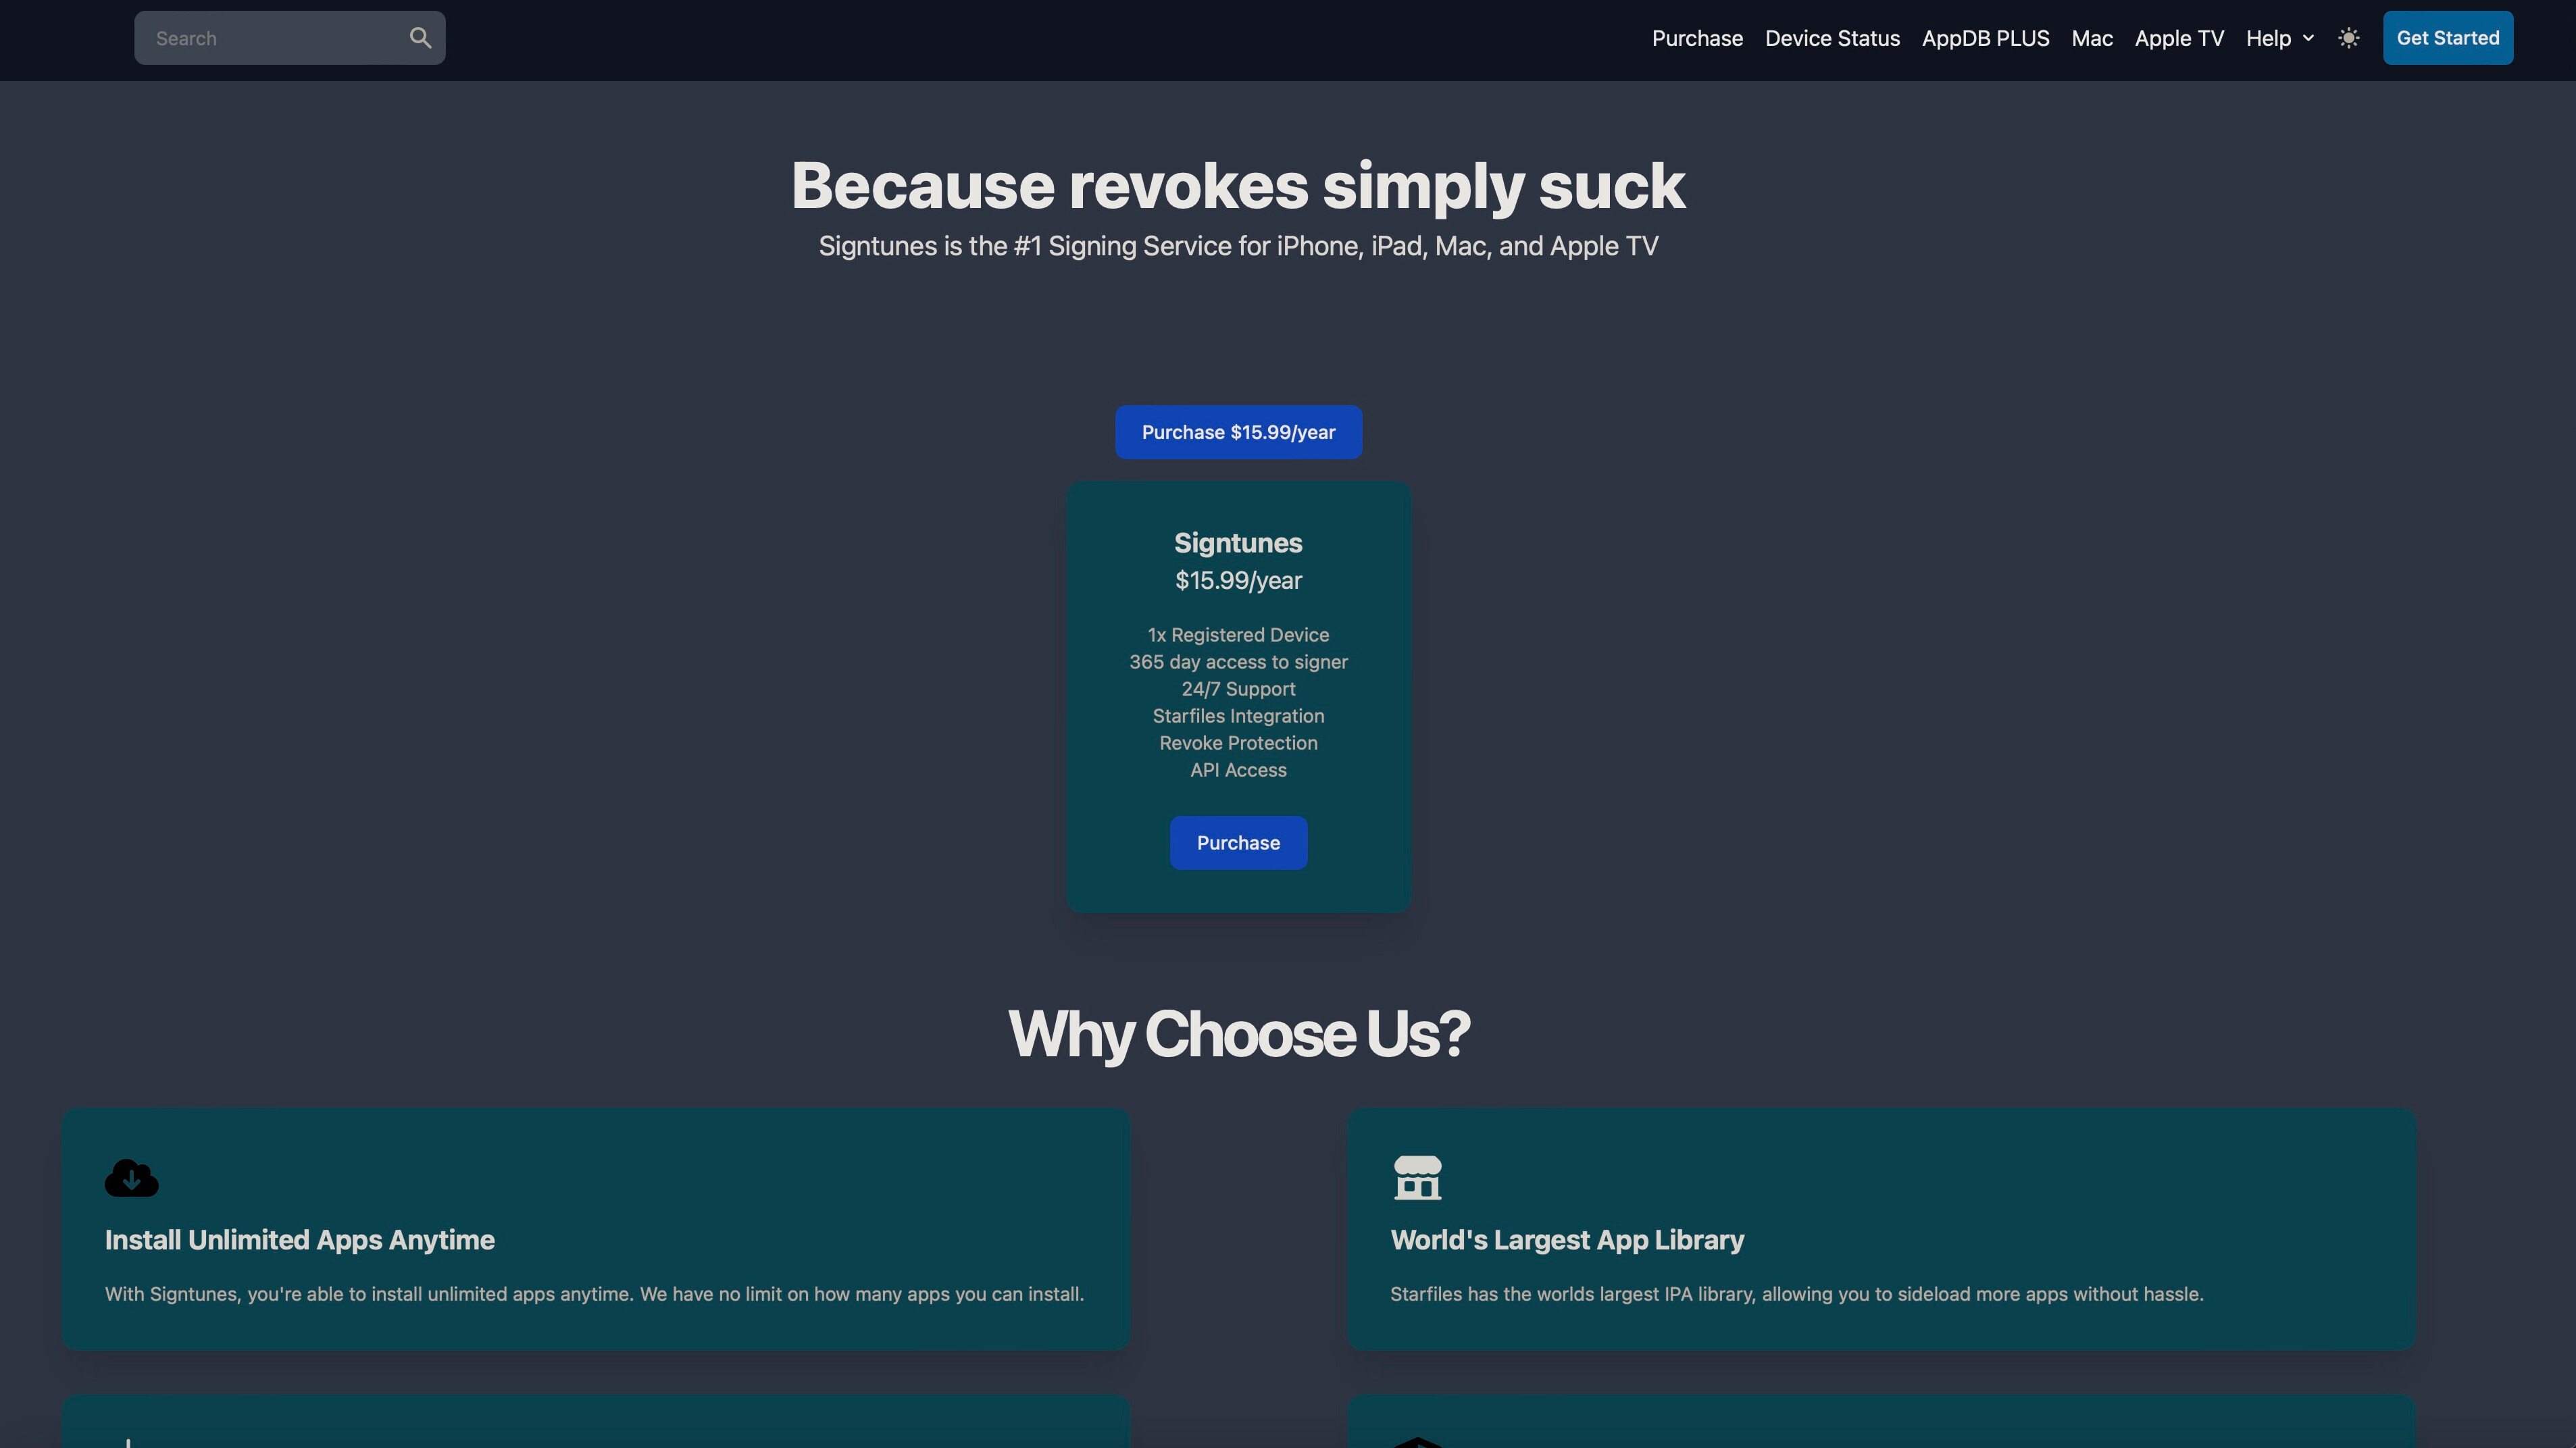 Search
Purchase
Device Status
AppDB PLUS
Mac
Apple TV
Help
Get Started
Because revokes simply suck
Signtunes is the #1 Signing Service for iPhone, iPad, Mac, and Apple TV
Purchase $15.99/year
Signtunes
$15.99/year
1x Registered Device
365 day access to signer
24/7 Support
Starfiles Integration
Revoke Protection
API Access
Purchase
Why Choose Us?
Install Unlimited Apps Anytime
With Signtunes, you're able to install unlimited apps anytime. We have no limit on how many apps you can install.
World's Largest App Library
Starfiles has the worlds largest IPA library, allowing you to sideload more apps without hassle.